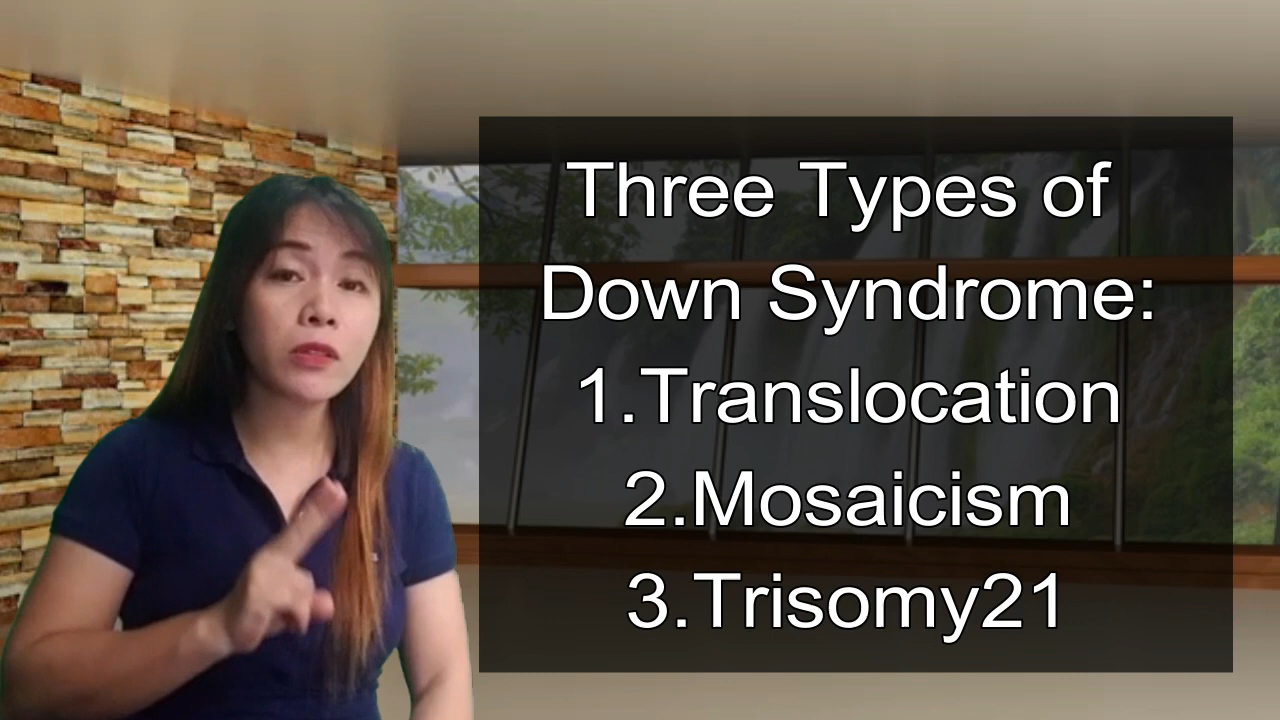 Three Types of
Down Syndrome:
1.Translocation
2.Mosaicism
3.Trisomy21